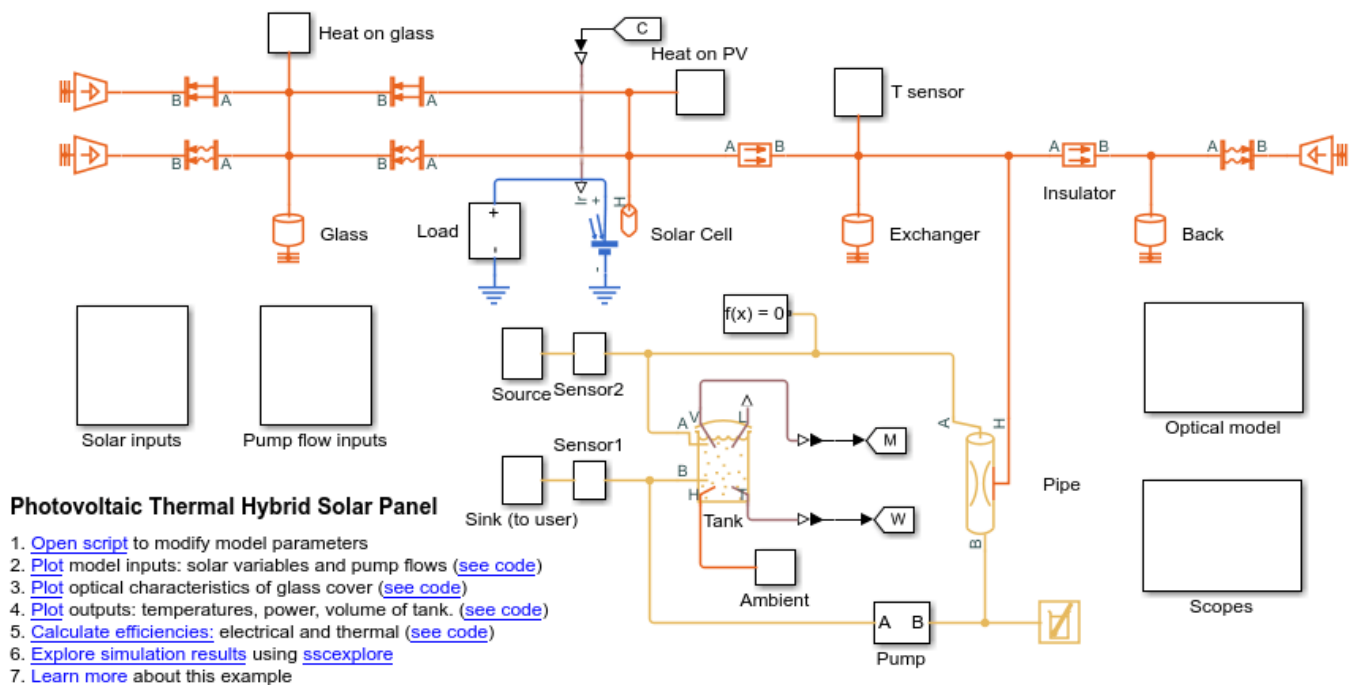 Heat on glass
C
Heat on PV
T sensor
B A B A
B A B A A B A B A B
Insulator
Ir + H
Glass
Load
+
-
Solar Cell
-
Exchanger
Back
f(x) = 0
Source
Sensor2
Solar inputs
Pump flow inputs
Optical model
A V L
M
A H
Sensor1
B
H T
Sink (to user)
Tank
W
Pipe
B
Ambient
Scopes
A B
Pump
Photovoltaic Thermal Hybrid Solar Panel
1. Open script to modify model parameters
2. Plot model inputs: solar variables and pump flows (see code)
3. Plot optical characteristics of glass cover (see code)
4. Plot outputs: temperatures, power, volume of tank. (see code)
5. Calculate efficiencies: electrical and thermal (see code)
6. Explore simulation results using sscexplore
7. Learn more about this example